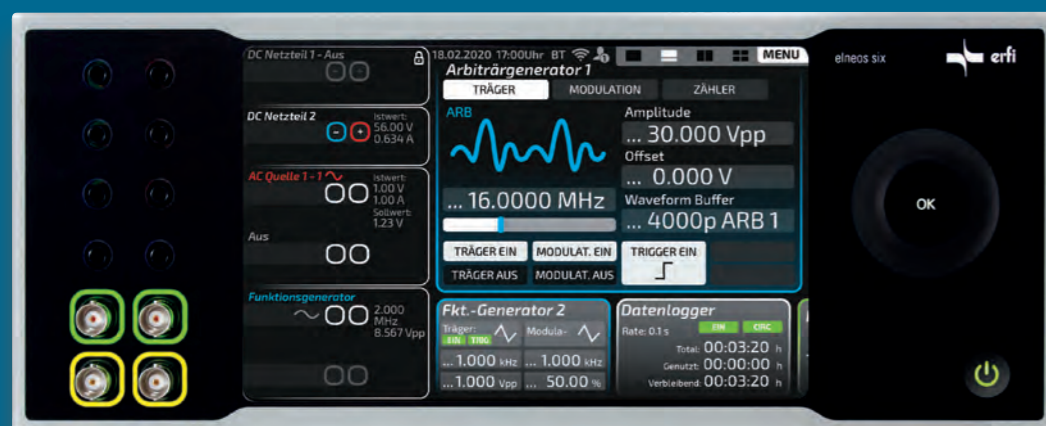 DC Netzteil 1 - Aus
DC Netzteil 2
Istwert:
56.00 V
0.634 A
AC Quelle 1 - 1
Istwert:
1.00 V
1.00 A
Sollwert:
1.23 V
Aus
Funktionsgenerator
2.000
MHz
8.567 Vpp
18.02.2020 17:00Uhr BT
MENU
Arbiträrgenerator 1
TRÄGER MODULATION ZÄHLER
ARB
... 16.0000 MHz
Amplitude
... 30.000 Vpp
Offset
... 0.000 V
Waveform Buffer
... 4000p ARB 1
TRÄGER EIN MODULAT. EIN TRIGGER EIN
TRÄGER AUS MODULAT. AUS
Fkt.-Generator 2
Träger: Modula-
EIN TRIG
... 1.000 kHz ... 1.000 kHz
...1.000 Vpp ... 50.00 %
Datenlogger
Rate: 0.1 s EIN CIRC
Total: 00:03:20 h
Genutzt: 00:00:00 h
Verbleibend: 00:03:20 h
elneos six
erfi
OK